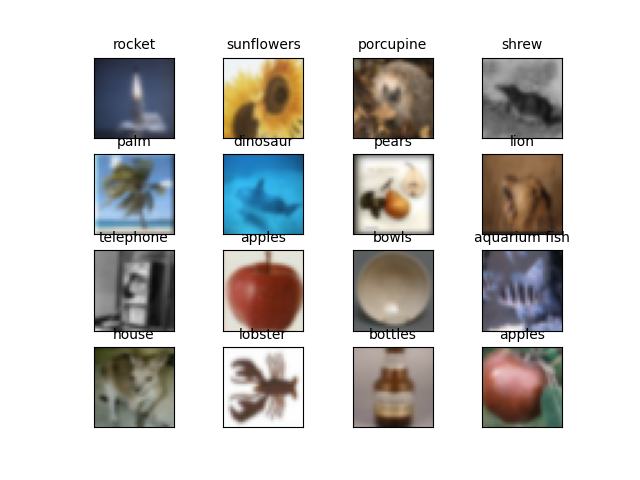 rocket sunflowers porcupine shrew
palm dinosaur pears lion
telephone apples bowls aquarium fish
house lobster bottles apples